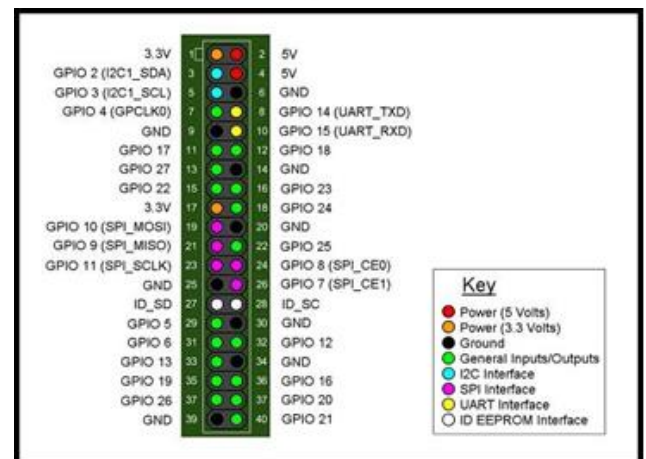 3.3V 1 2 5V
GPIO 2 (I2C1_SDA) 3 4 5V
GPIO 3 (I2C1_SCL) 5 6 GND
GPIO 4 (GPCLK0) 7 8 GPIO 14 (UART_TXD)
GND 9 10 GPIO 15 (UART_RXD)
GPIO 17 11 12 GPIO 18
GPIO 27 13 14 GND
GPIO 22 15 16 GPIO 23
3.3V 17 18 GPIO 24
GPIO 10 (SPI_MOSI) 19 20 GND
GPIO 9 (SPI_MISO) 21 22 GPIO 25
GPIO 11 (SPI_SCLK) 23 24 GPIO 8 (SPI_CE0)
GND 25 26 GPIO 7 (SPI_CE1)
ID_SD 27 28 ID_SC
GPIO 5 29 30 GND
GPIO 6 31 32 GPIO 12
GPIO 13 33 34 GND
GPIO 19 35 36 GPIO 16
GPIO 26 37 38 GPIO 20
GND 39 40 GPIO 21
Key
Power (5 Volts)
Power (3.3 Volts)
Ground
General Inputs/Outputs
I2C Interface
SPI Interface
UART Interface
ID EEPROM Interface